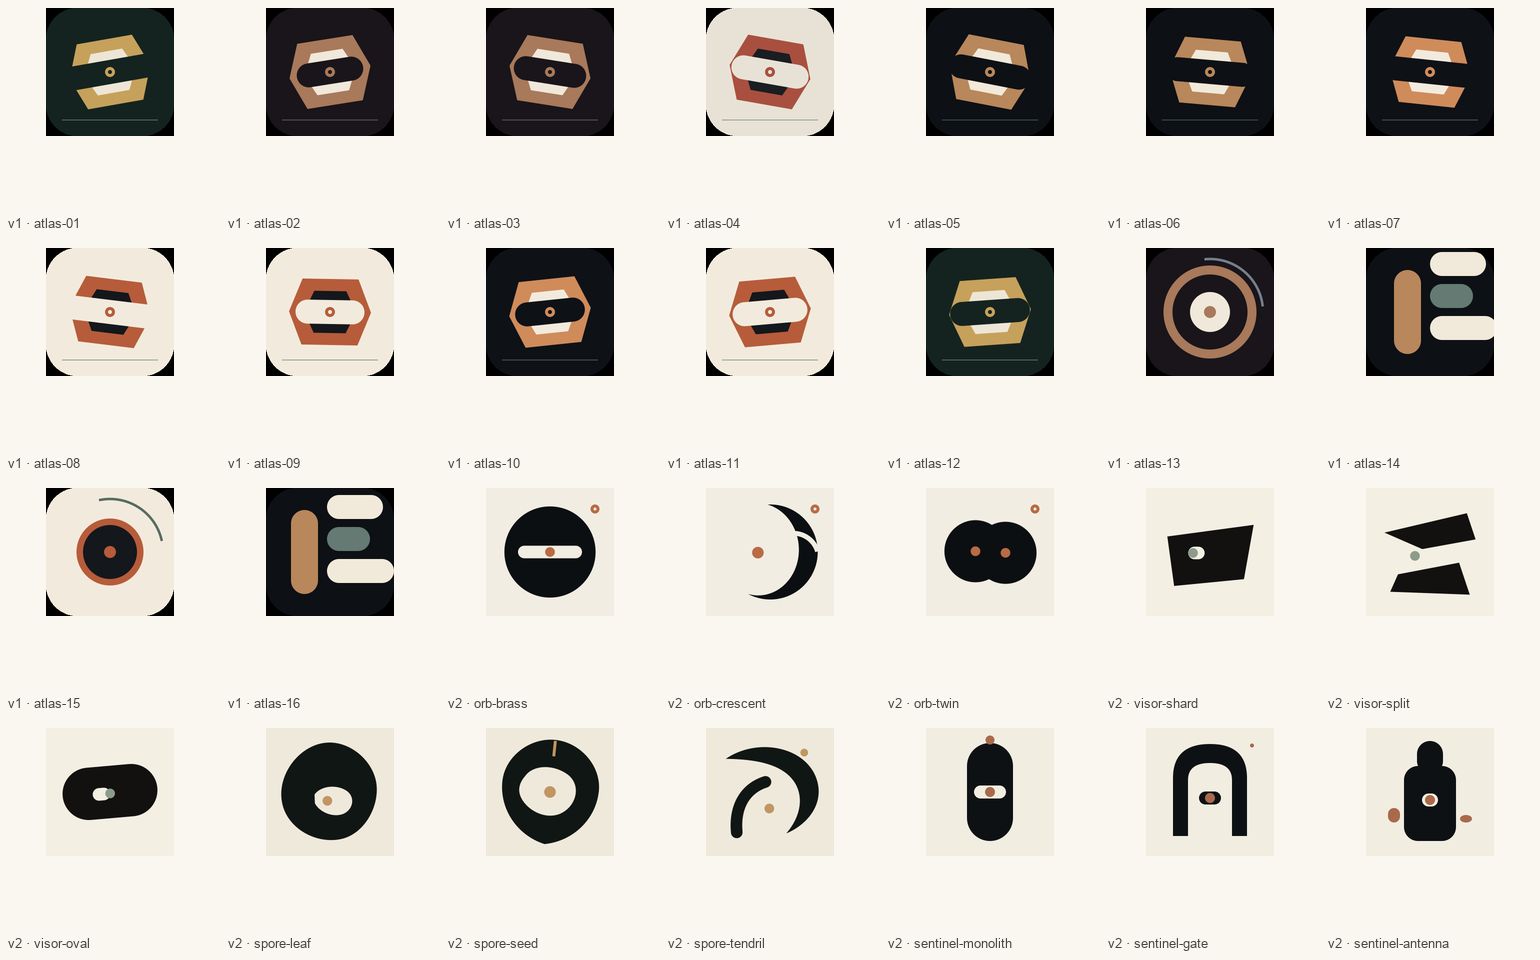 v1 · atlas-01 v1 · atlas-02 v1 · atlas-03 v1 · atlas-04 v1 · atlas-05 v1 · atlas-06 v1 · atlas-07
v1 · atlas-08 v1 · atlas-09 v1 · atlas-10 v1 · atlas-11 v1 · atlas-12 v1 · atlas-13 v1 · atlas-14
v1 · atlas-15 v1 · atlas-16 v2 · orb-brass v2 · orb-crescent v2 · orb-twin v2 · visor-shard v2 · visor-split
v2 · visor-oval v2 · spore-leaf v2 · spore-seed v2 · spore-tendril v2 · sentinel-monolith v2 · sentinel-gate v2 · sentinel-antenna